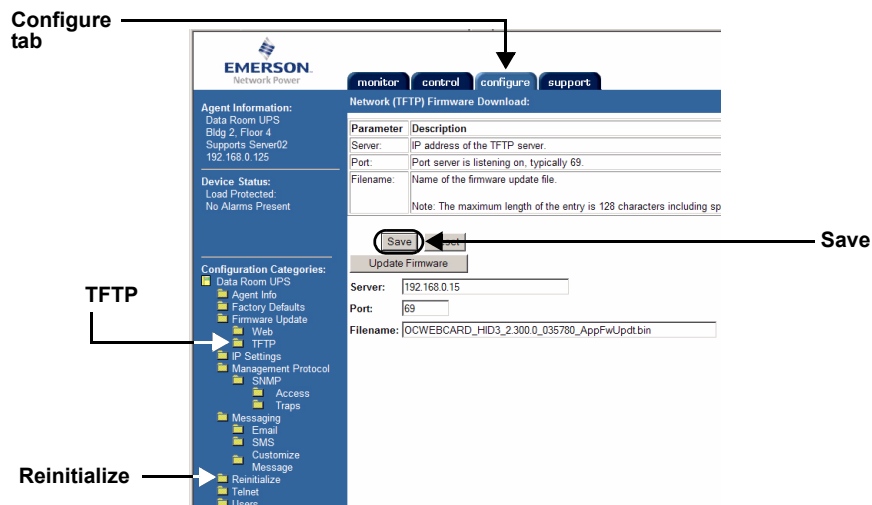 Configure
tab
EMERSON
Network Power
monitor control configure support
Network (TFTP) Firmware Download:
Agent Information:
Data Room UPS
Bldg 2, Floor 4
Supports Server02
192.168.0.125
Parameter Description
Server: IP address of the TFTP server.
Port: Port server is listening on, typically 69.
Filename: Name of the firmware update file.
Note: The maximum length of the entry is 128 characters including sp
Device Status:
Load Protected:
No Alarms Present
Save
Save
Update Firmware
Server: 192.168.0.15
Port: 69
Filename: OCWEBCARD_HID3_2.300.0_035780_AppFwUpdt.bin
TFTP
Reinitialize
Configuration Categories:
Data Room UPS
Agent Info
Factory Defaults
Firmware Update
Web
TFTP
IP Settings
Management Protocol
SNMP
Access
Traps
Messaging
Email
SMS
Customize
Message
Reinitialize
Telnet
Users